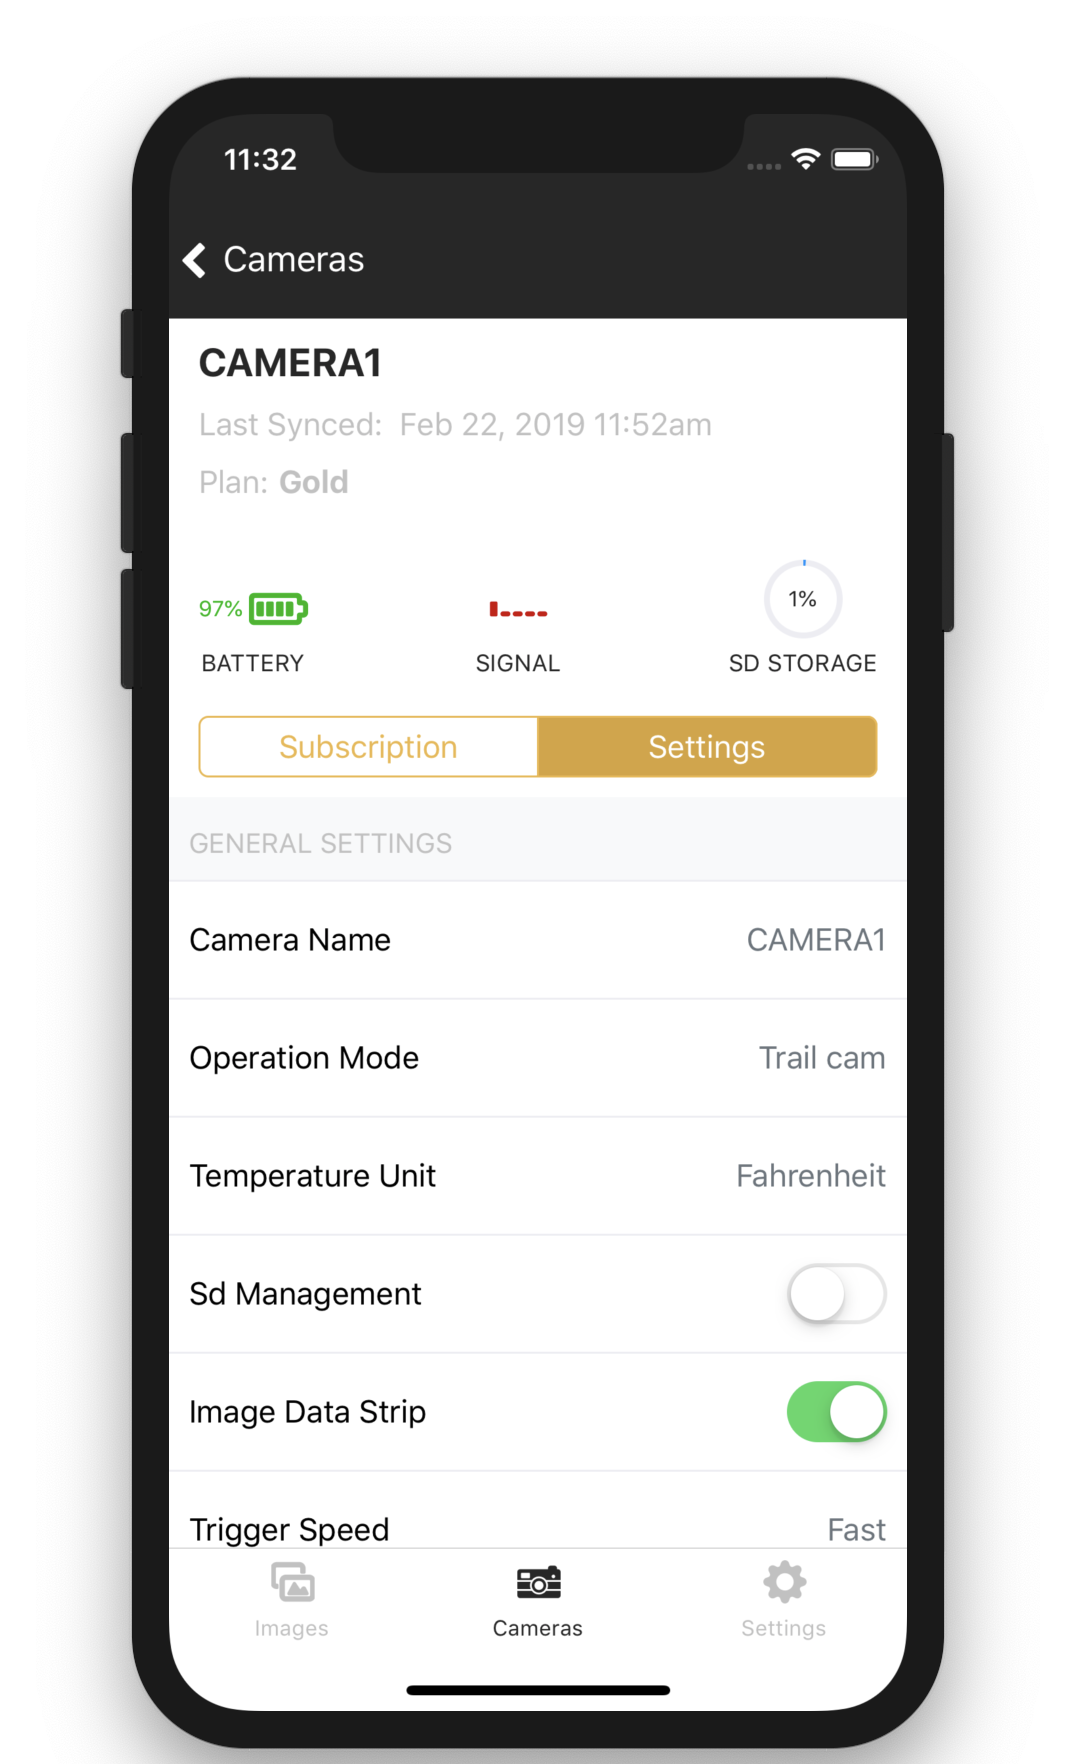 11:32
Cameras
CAMERA1
Last Synced: Feb 22, 2019 11:52am
Plan: Gold
97%
1%
BATTERY
SIGNAL
SD STORAGE
Subscription
Settings
GENERAL SETTINGS
Camera Name
CAMERA1
Operation Mode
Trail cam
Temperature Unit
Fahrenheit
Sd Management
Image Data Strip
Trigger Speed
Fast
Images
Cameras
Settings